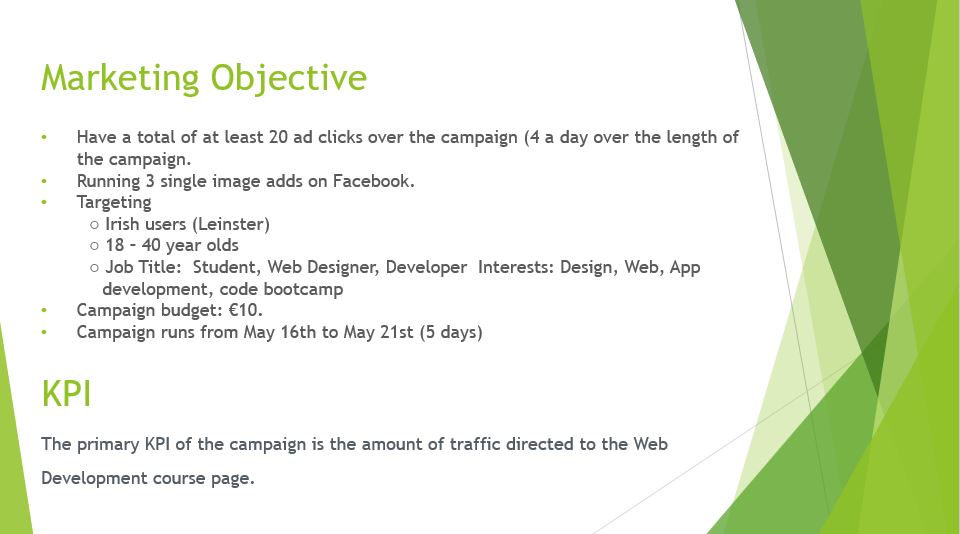 Marketing Objective
• Have a total of at least 20 ad clicks over the campaign (4 a day over the length of
the campaign.
• Running 3 single image adds on Facebook.
• Targeting
○ Irish users (Leinster)
○ 18 – 40 year olds
○ Job Title:  Student, Web Designer, Developer  Interests: Design, Web, App
development, code bootcamp
• Campaign budget: €10.
• Campaign runs from May 16th to May 21st (5 days)
KPI
The primary KPI of the campaign is the amount of traffic directed to the Web
Development course page.